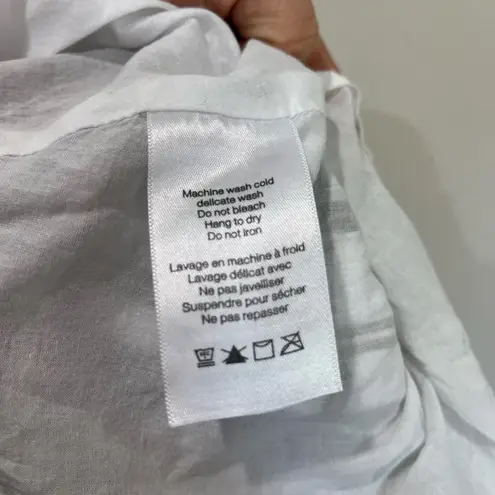 Machine wash cold
delicate wash
Do not bleach
Hang to dry
Do not iron
Lavage en machine à froid
Lavage délicat avec
Ne pas javelliser
Suspendre pour sécher
Ne pas repasser